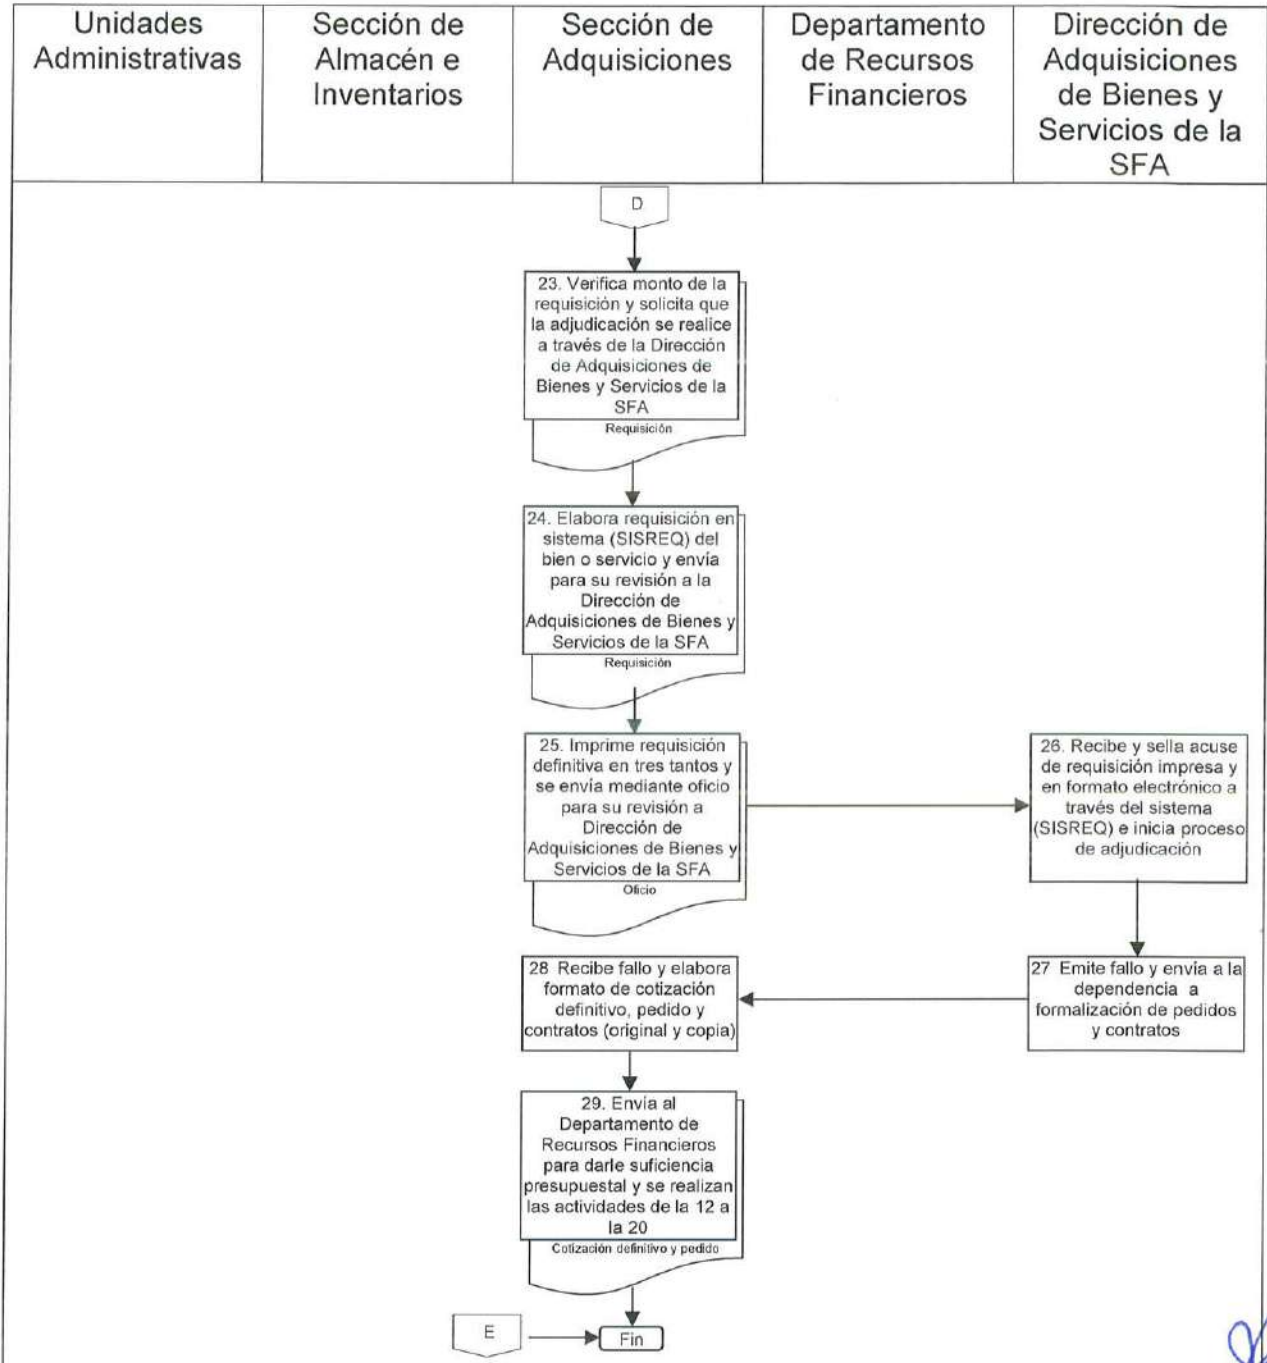 Unidades
Administrativas
Sección de
Almacén e
Inventarios
Sección de
Adquisiciones
Departamento
de Recursos
Financieros
Dirección de
Adquisiciones
de Bienes y
Servicios de la
SFA
D
23. Verifica monto de la
requisición y solicita que
la adjudicación se realice
a través de la Dirección
de Adquisiciones de
Bienes y Servicios de la
SFA
Requisición
24. Elabora requisición en
sistema (SISREQ) del
bien o servicio y envía
para su revisión a la
Dirección de
Adquisiciones de Bienes y
Servicios de la SFA
Requisición
25. Imprime requisición
definitiva en tres tantos y
se envía mediante oficio
para su revisión a
Dirección de
Adquisiciones de Bienes y
Servicios de la SFA
Oficio
26. Recibe y sella acuse
de requisición impresa y
en formato electrónico a
través del sistema
(SISREQ) e inicia proceso
de adjudicación
27 Emite fallo y envía a la
dependencia a
formalización de pedidos
y contratos
28 Recibe fallo y elabora
formato de cotización
definitivo, pedido y
contratos (original y copia)
29. Envía al
Departamento de
Recursos Financieros
para darle suficiencia
presupuestal y se realizan
las actividades de la 12 a
la 20
Cotización definitivo y pedido
E
Fin